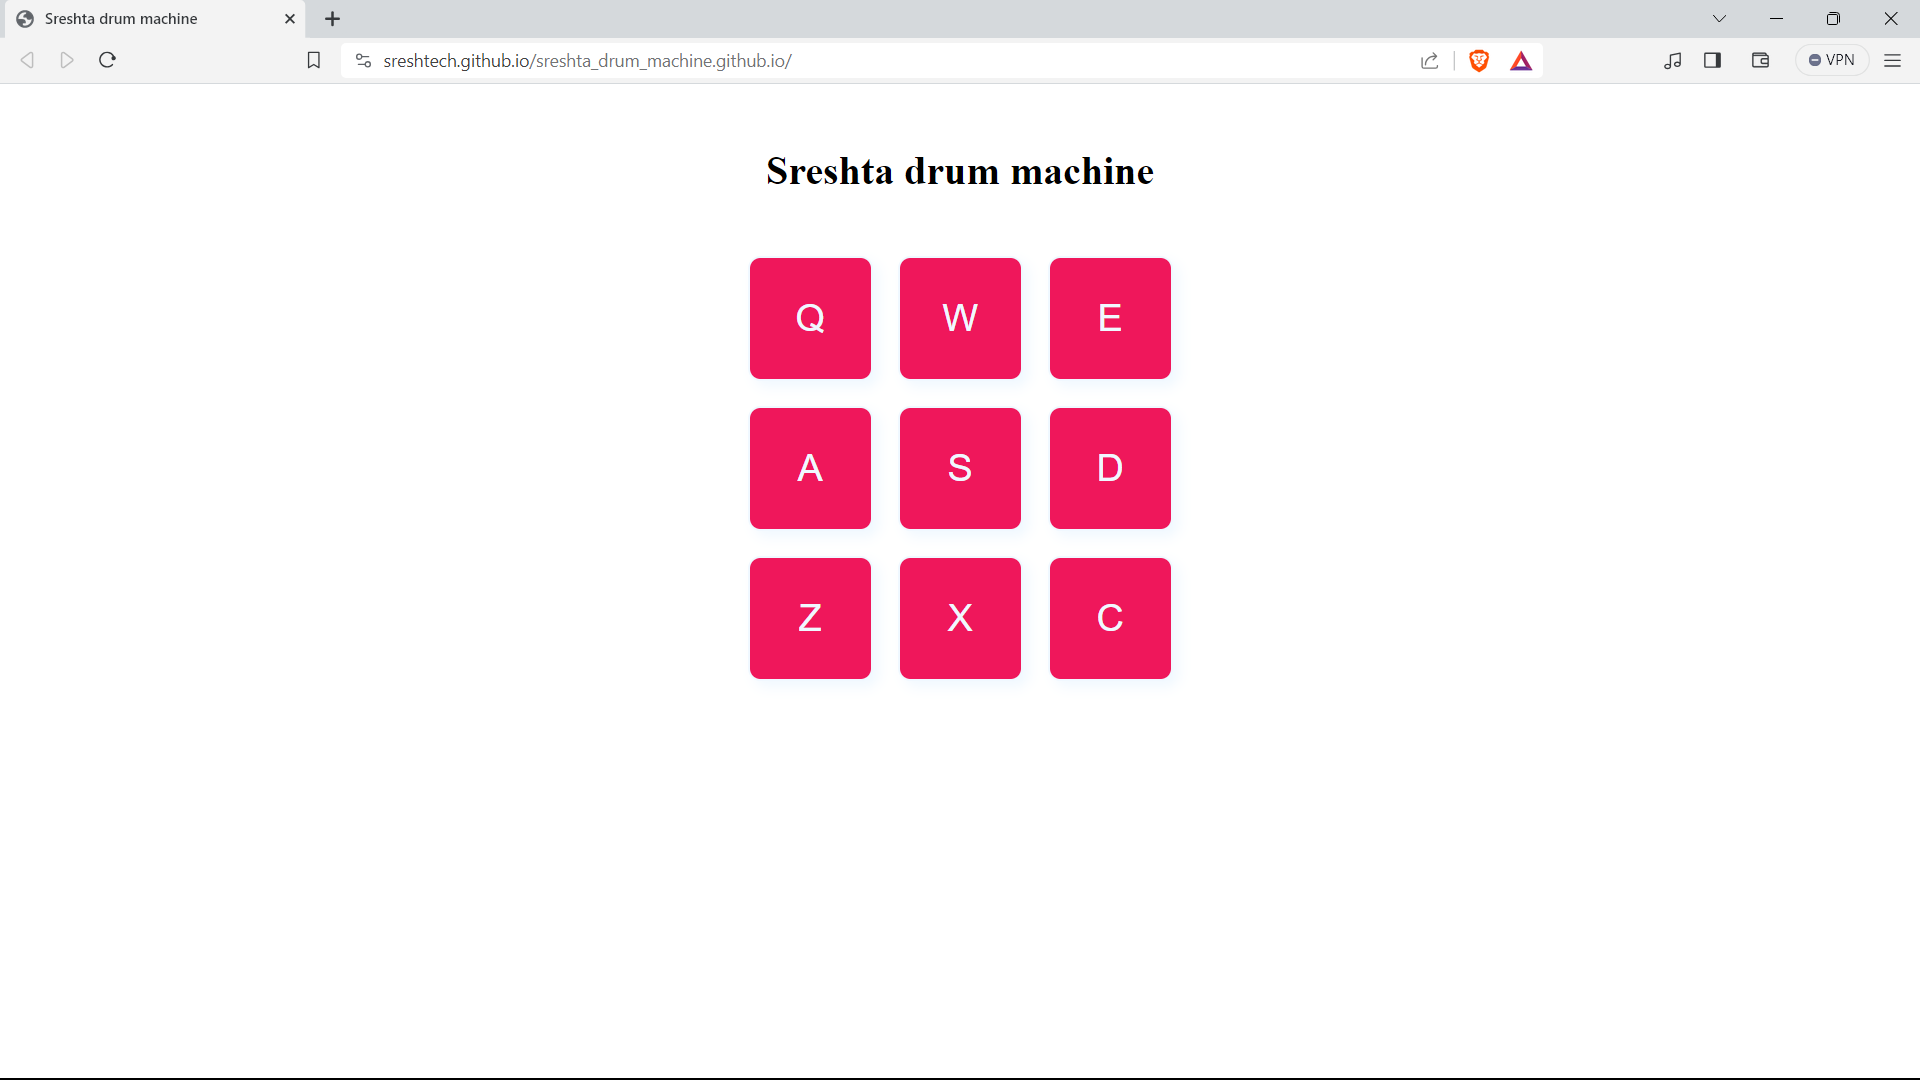 Sreshta drum machine
sreshtech.github.io/sreshta_drum_machine.github.io/
VPN
Sreshta drum machine
Q W E
A S D
Z X C